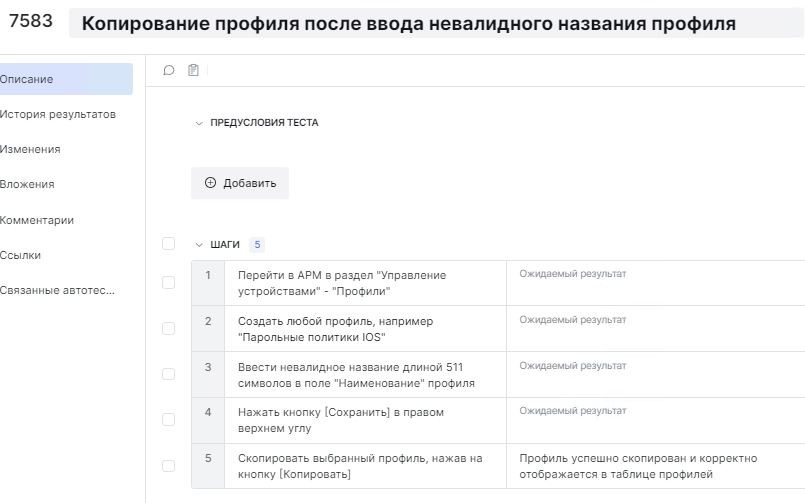 7583 Копирование профиля после ввода невалидного названия профиля
Описание
История результатов
Изменения
Вложения
Комментарии
Ссылки
Связанные автотес...
ПРЕДУСЛОВИЯ ТЕСТА
Добавить
ШАГИ 5
1 Перейти в АРМ в раздел "Управление
устройствами" - "Профили"
Ожидаемый результат
2 Создать любой профиль, например
"Парольные политики IOS"
Ожидаемый результат
3 Ввести невалидное название длиной 511
символов в поле "Наименование" профиля
Ожидаемый результат
4 Нажать кнопку [Сохранить] в правом
верхнем углу
Ожидаемый результат
5 Скопировать выбранный профиль, нажав на
кнопку [Копировать]
Профиль успешно скопирован и корректно
отображается в таблице профилей